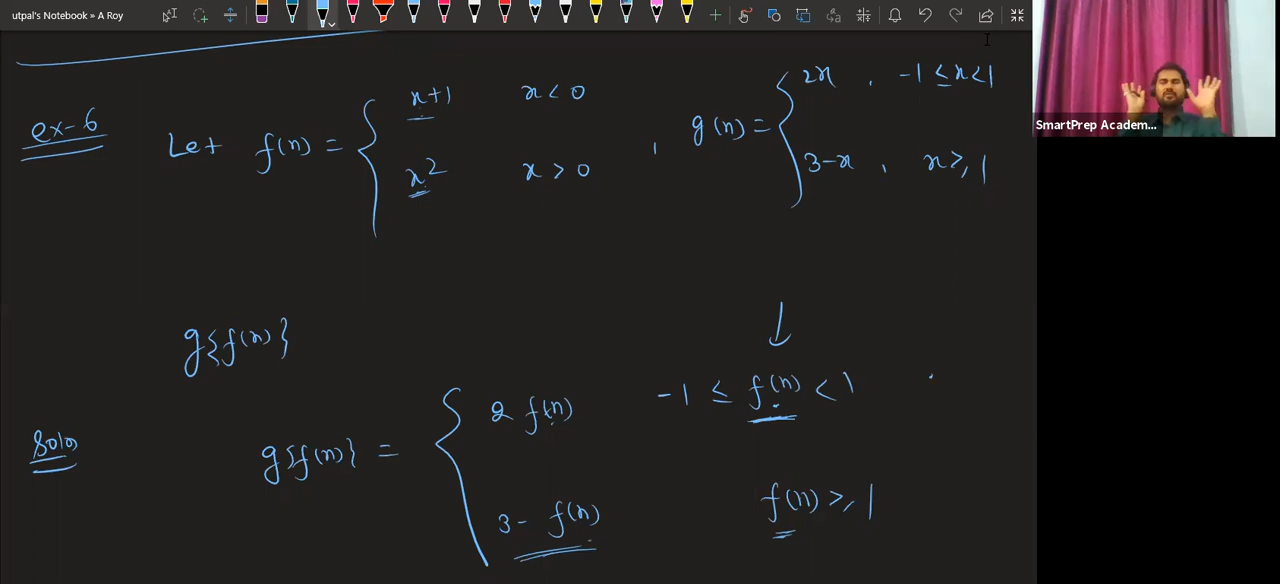 utpal's Notebook » A Roy
SmartPrep Academ...
ex-6 Let f(x) = { x+1 x < 0
x² x > 0 , g(x) = { 2x , -1 ≤ x < 1
3-x , x ≥ 1
g{f(x)}
Soln g{f(x)} = { 2 f(x) -1 ≤ f(x) < 1
3 - f(x) f(x) ≥ 1